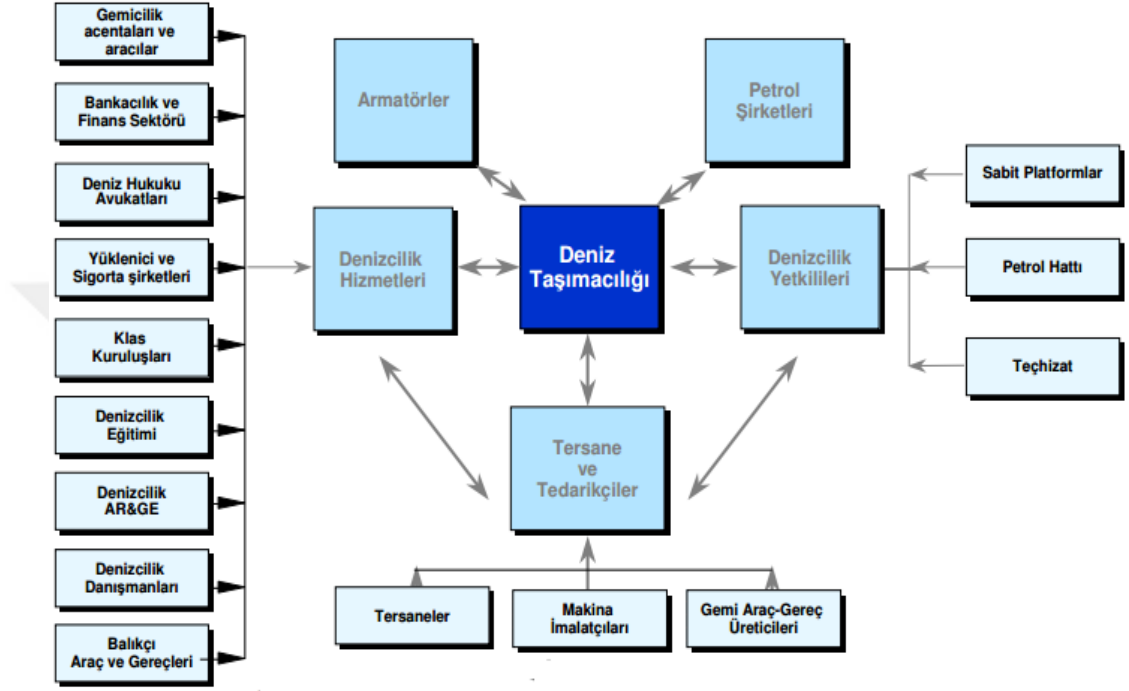 Gemicilik
acentaları ve
aracılar
Bankacılık ve
Finans Sektörü
Deniz Hukuku
Avukatları
Yüklenici ve
Sigorta şirketleri
Klas
Kuruluşları
Denizcilik
Eğitimi
Denizcilik
AR&GE
Denizcilik
Danışmanları
Balıkçı
Araç ve Gereçleri
Armatörler
Petrol
Şirketleri
Denizcilik
Hizmetleri
Deniz
Taşımacılığı
Denizcilik
Yetkilileri
Tersane
ve
Tedarikçiler
Tersaneler
Makina
İmalatçıları
Gemi Araç-Gereç
Üreticileri
Sabit Platformlar
Petrol Hattı
Teçhizat